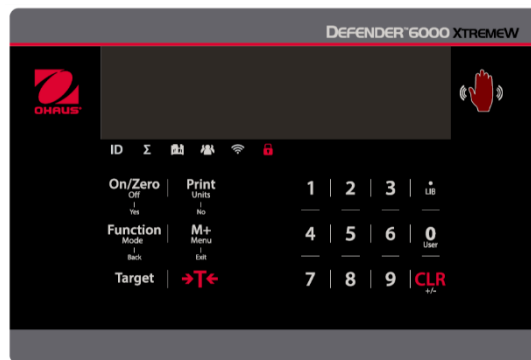 DEFENDER™6000 XTREMEW
OHAUS
ID Σ
On/Zero Print 1 2 3 .
Off Units LIB
Yes No
Function M+ 4 5 6 0
Mode Menu User
Back Exit
Target →T← 7 8 9 CLR
+/-